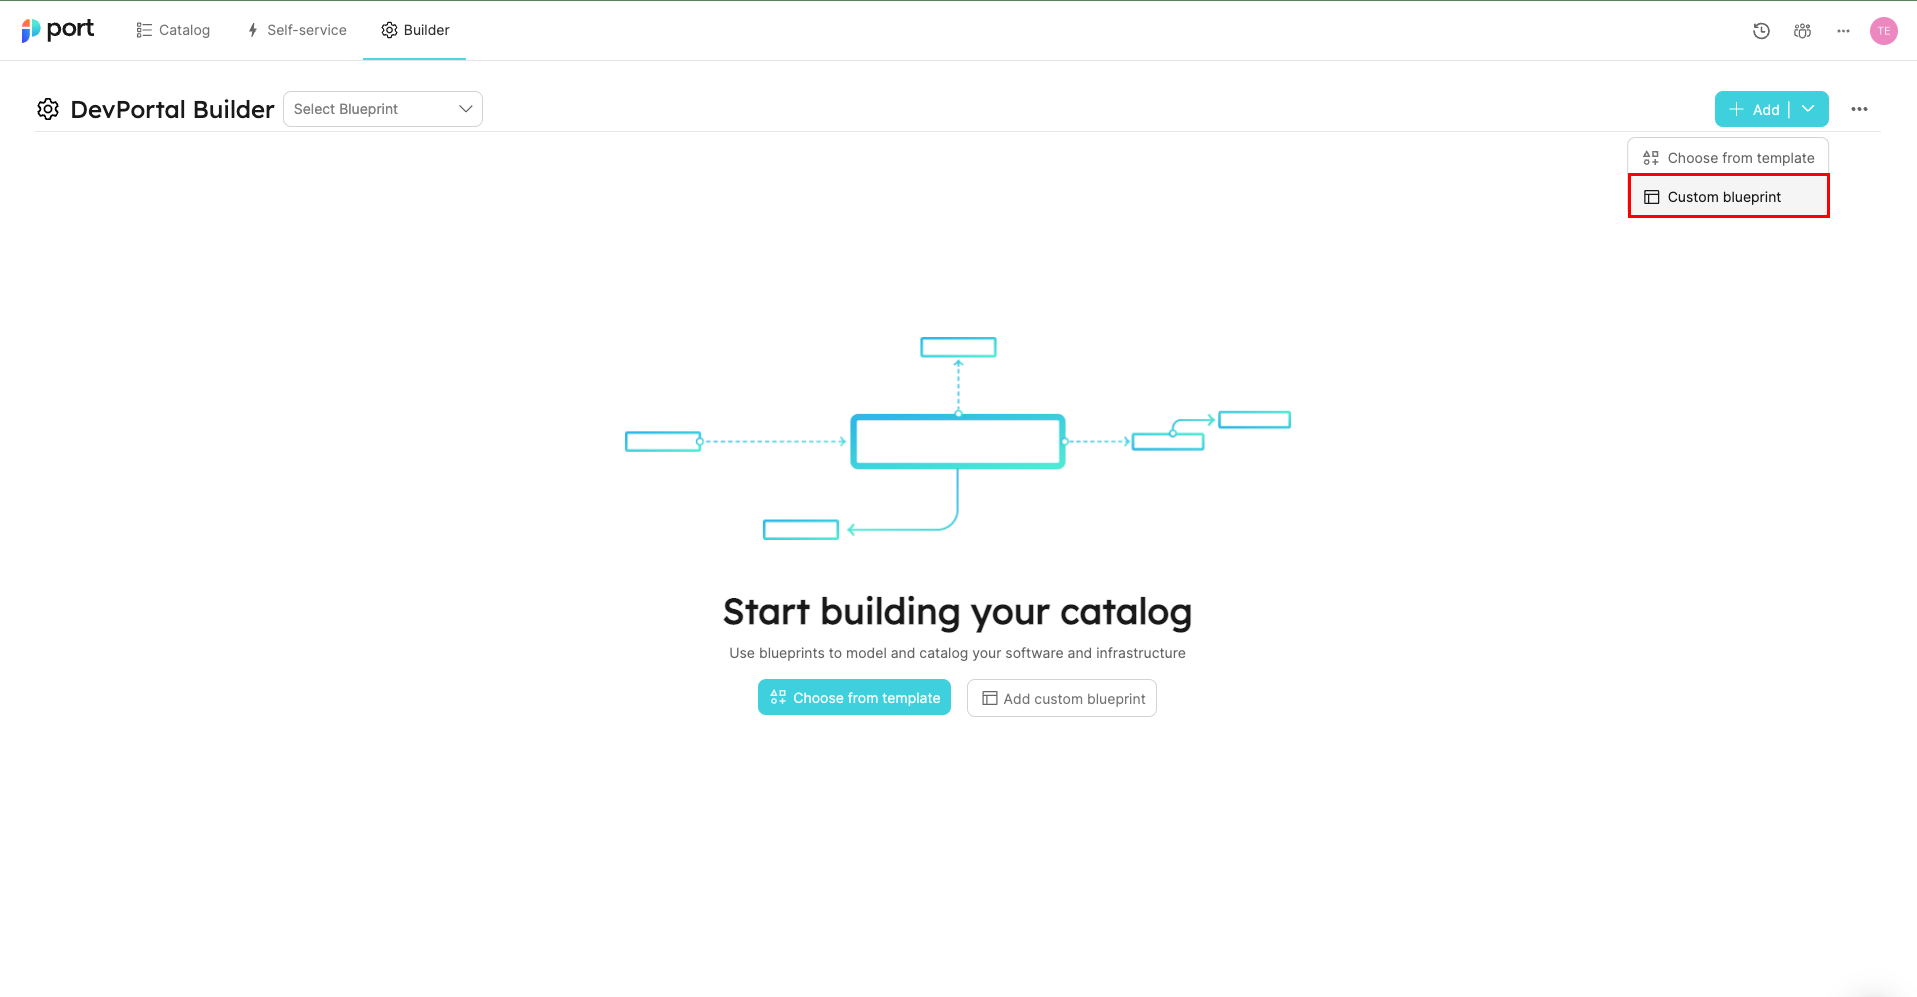 port
Catalog
Self-service
Builder
TE
DevPortal Builder
Select Blueprint
Add
Choose from template
Custom blueprint
Start building your catalog
Use blueprints to model and catalog your software and infrastructure
Choose from template
Add custom blueprint